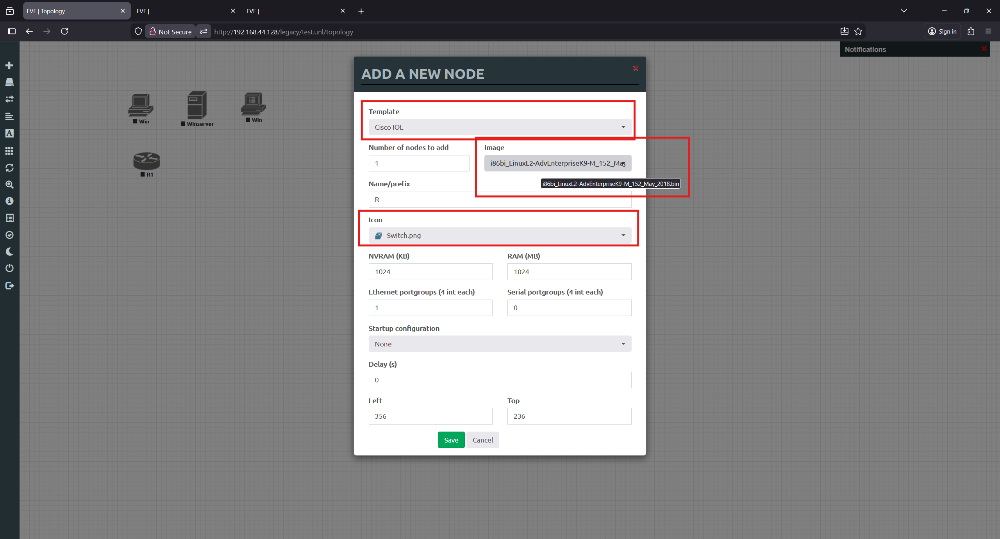 EVE | Topology
EVE |
EVE |
Not Secure
http://192.168.44.128/legacy/test.unl/topology
Sign in
Notifications
ADD A NEW NODE
Template
Cisco IOL
Number of nodes to add
Image
1
i86bi_LinuxL2-AdvEnterpriseK9-M_152_May
i86bi_LinuxL2-AdvEnterpriseK9-M_152_May_2018.bin
Name/prefix
R
Icon
Switch.png
NVRAM (KB)
RAM (MB)
1024
1024
Ethernet portgroups (4 int each)
Serial portgroups (4 int each)
1
0
Startup configuration
None
Delay (s)
0
Left
Top
356
236
Save
Cancel
Win
Winserver
Win
R1
A